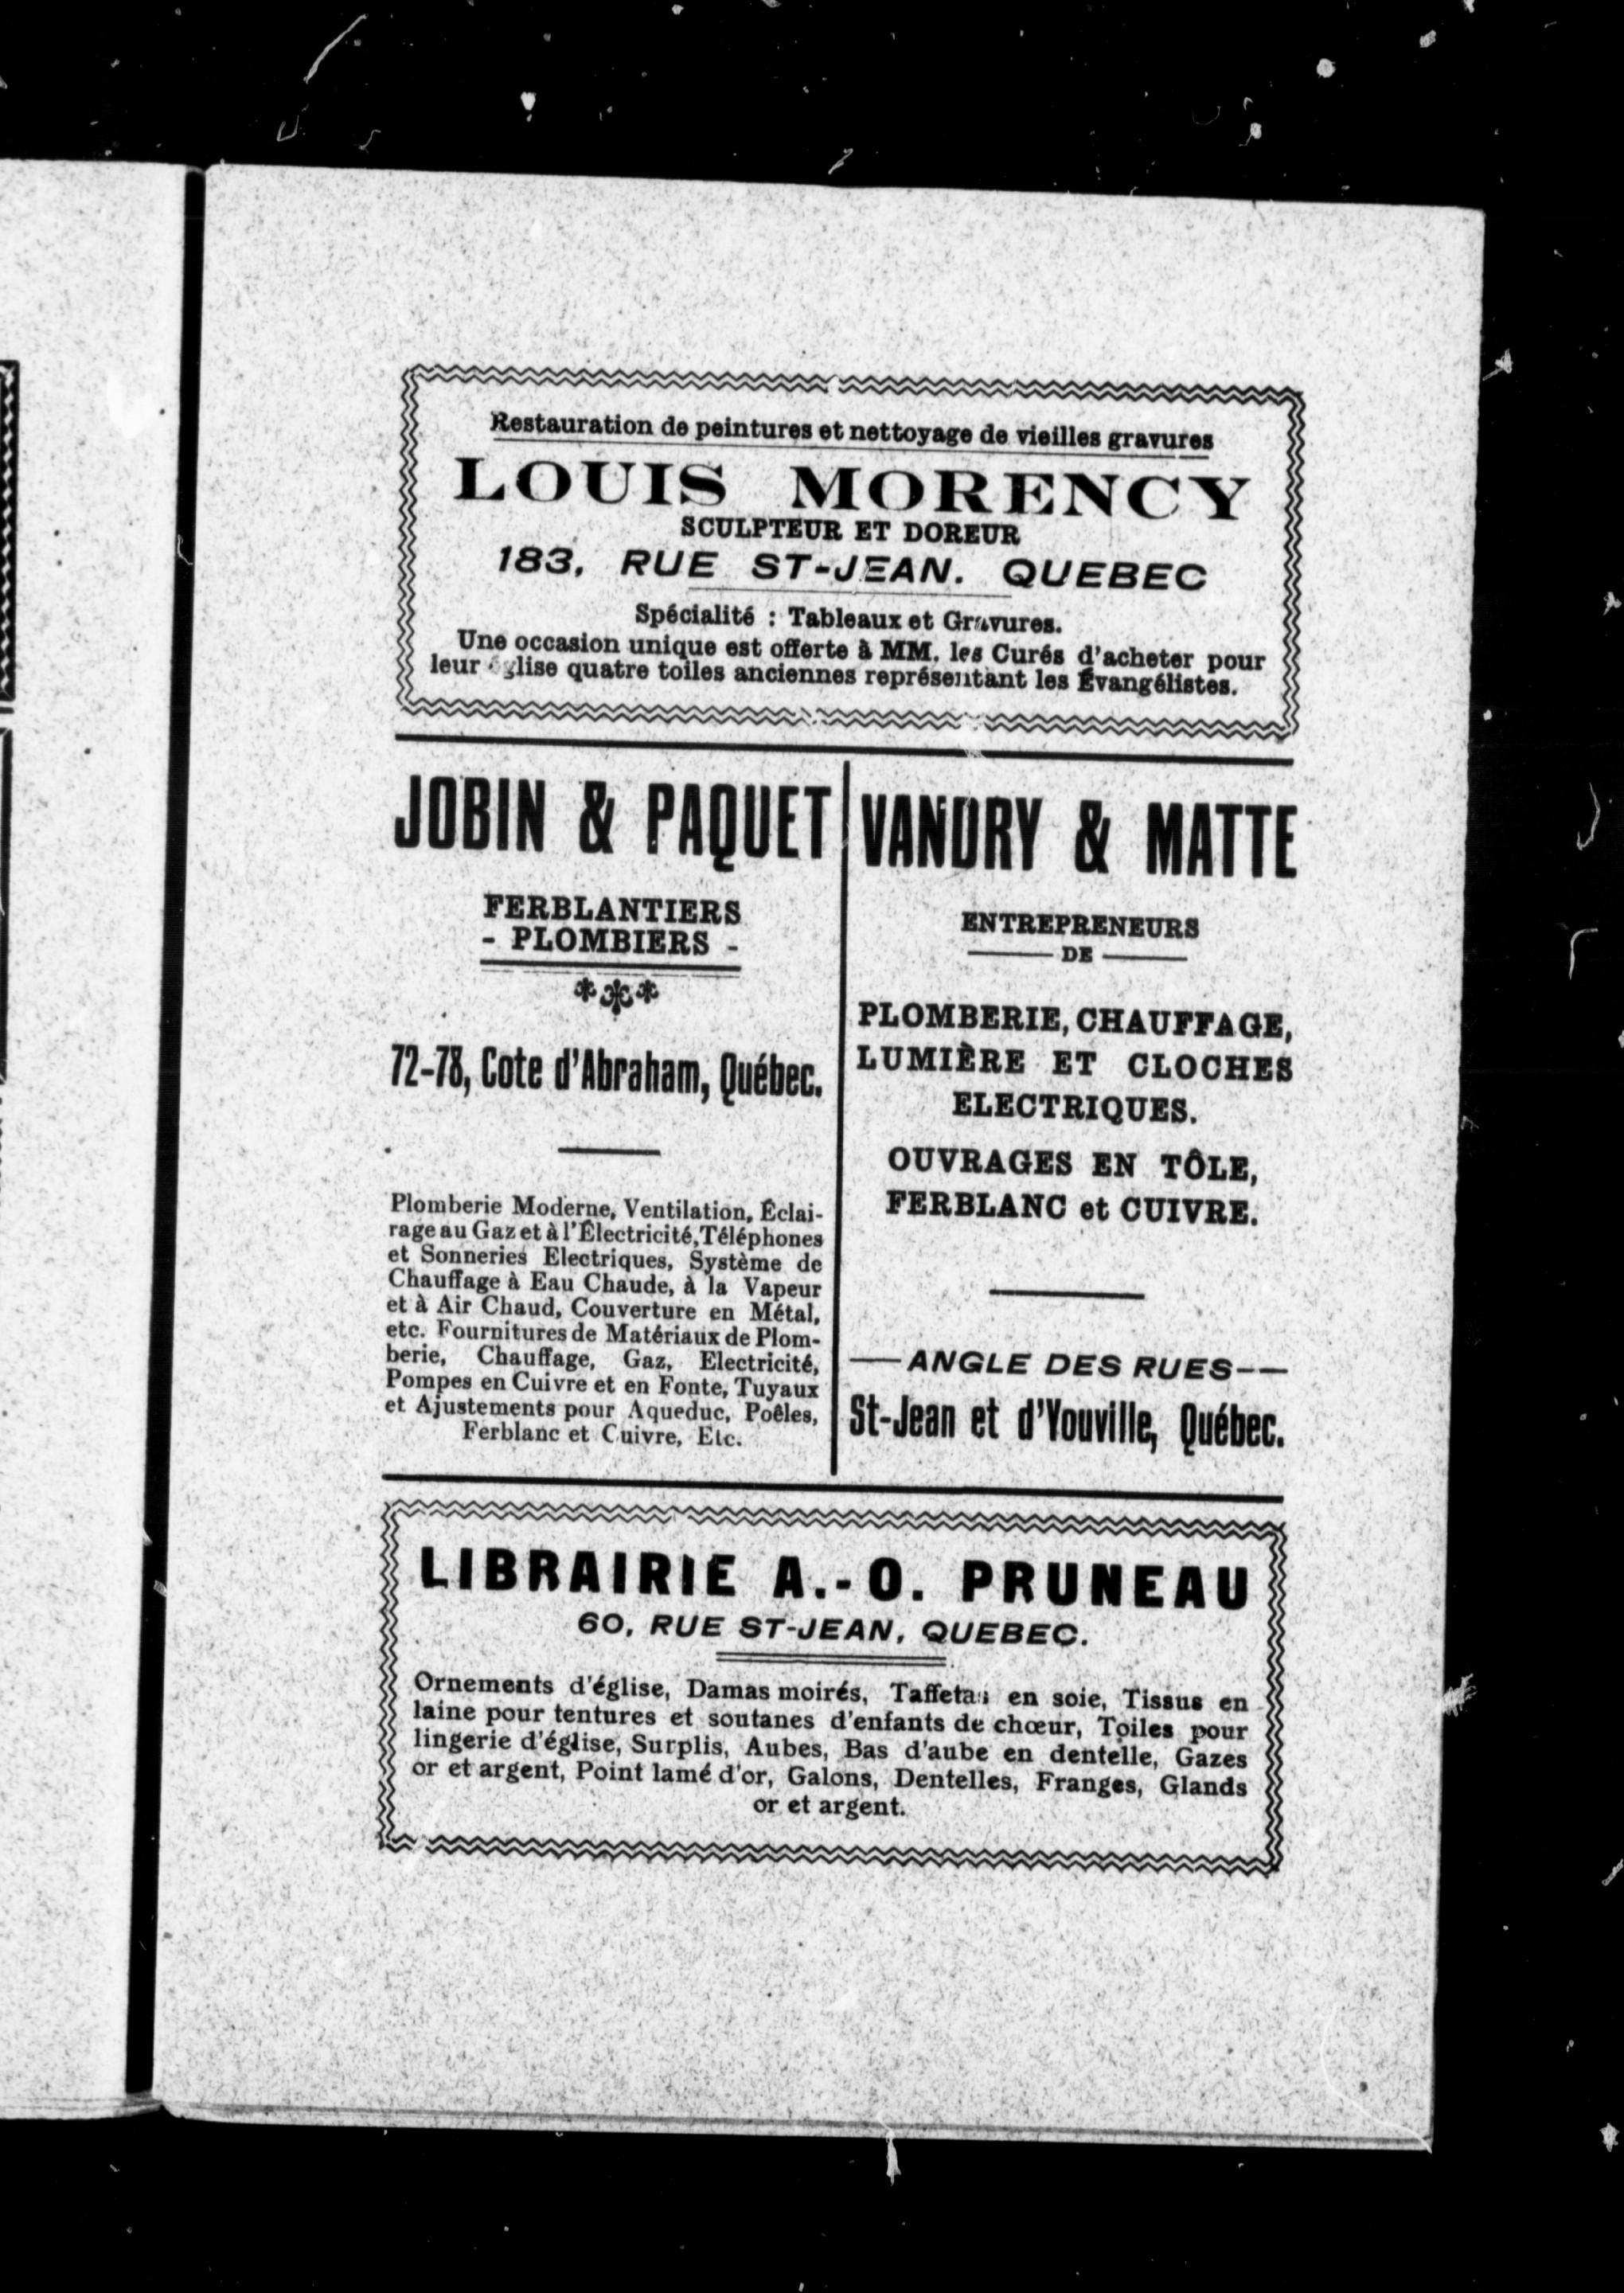 Restauration de peintures et nettoyage de vieilles gravures
LOUIS MORENCY
SCULPTEUR ET DOREUR
183, RUE ST-JEAN. QUEBEC
Spécialité : Tableaux et Gravures.
Une occasion unique est offerte à MM. les Curés d'acheter pour
leur église quatre toiles anciennes représentant les Évangélistes.
JOBIN & PAQUET
FERBLANTIERS
- PLOMBIERS -
72-78, Cote d'Abraham, Québec.
Plomberie Moderne, Ventilation, Éclai-
rage au Gaz et à l'Électricité, Téléphones
et Sonneries Electriques, Système de
Chauffage à Eau Chaude, à la Vapeur
et à Air Chaud, Couverture en Métal,
etc. Fournitures de Matériaux de Plom-
berie, Chauffage, Gaz, Electricité,
Pompes en Cuivre et en Fonte, Tuyaux
et Ajustements pour Aqueduc, Poêles,
Ferblanc et Cuivre, Etc.
VANDRY & MATTE
ENTREPRENEURS
DE
PLOMBERIE, CHAUFFAGE,
LUMIÈRE ET CLOCHES
ELECTRIQUES.
OUVRAGES EN TÔLE,
FERBLANC et CUIVRE.
ANGLE DES RUES
St-Jean et d'Youville, Québec.
LIBRAIRIE A.-O. PRUNEAU
60, RUE ST-JEAN, QUEBEC.
Ornements d'église, Damas moirés, Taffetas en soie, Tissus en
laine pour tentures et soutanes d'enfants de chœur, Toiles pour
lingerie d'église, Surplis, Aubes, Bas d'aube en dentelle, Gazes
or et argent, Point lamé d'or, Galons, Dentelles, Franges, Glands
or et argent.